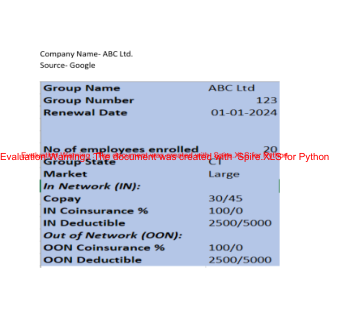 Company Name- ABC Ltd.
Source- Google
Group Name ABC Ltd
Group Number 123
Renewal Date 01-01-2024
No of employees enrolled 20
Evaluation Warning: The document was created with Spire.XLS for Python
Group State CT
Market Large
In Network (IN):
Copay 30/45
IN Coinsurance % 100/0
IN Deductible 2500/5000
Out of Network (OON):
OON Coinsurance % 100/0
OON Deductible 2500/5000